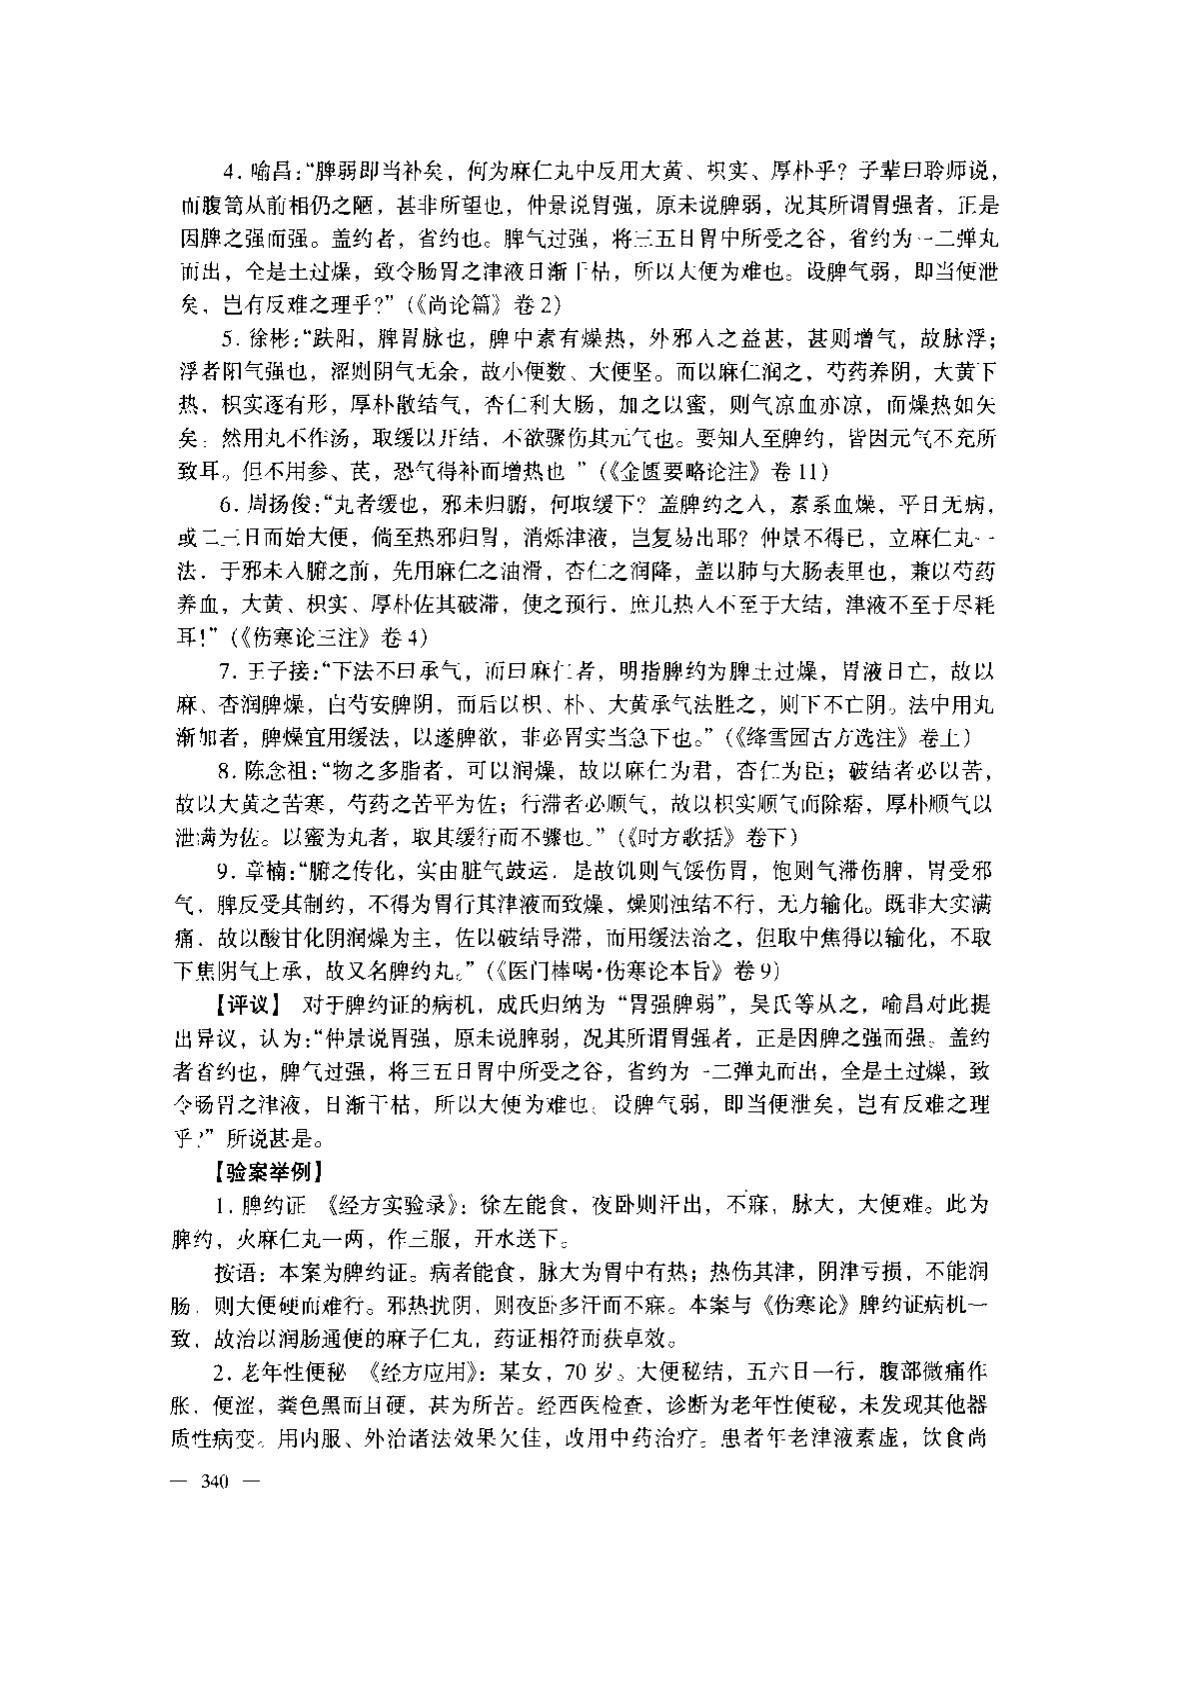 4. 喻昌：“脾弱即当补矣，何为麻仁丸中反用大黄、枳实、厚朴乎？子辈日聆师说，
而腹笥从前相仍之陋，甚非所望也，仲景说胃强，原未说脾弱，况其所谓胃强者，正是
因脾之强而强。盖约者，省约也。脾气过强，将三五日胃中所受之谷，省约为一二弹丸
而出，全是土过燥，致令肠胃之津液日渐干枯，所以大便为难也。设脾气弱，即当便泄
矣，岂有反难之理乎？”（《尚论篇》卷 2）
5. 徐彬：“趺阳，脾胃脉也，脾中素有燥热，外邪入之益甚，甚则增气，故脉浮；
浮者阳气强也，涩则阴气无余，故小便数、大便坚。而以麻仁润之，芍药养阴，大黄下
热，枳实逐有形，厚朴散结气，杏仁利大肠，加之以蜜，则气凉血亦凉，而燥热如失
矣；然用丸不作汤，取缓以开结，不欲骤伤其元气也。要知人至脾约，皆因元气不充所
致耳。但不用参、芪，恐气得补而增热也 ”（《金匮要略论注》卷 11）
6. 周扬俊：“丸者缓也，邪未归腑，何取缓下？盖脾约之人，素系血燥，平日无病，
或二三日而始大便，倘至热邪归胃，消烁津液，岂复易出耶？仲景不得已，立麻仁丸一
法．于邪未入腑之前，先用麻仁之油滑，杏仁之润降，盖以肺与大肠表里也，兼以芍药
养血，大黄、枳实、厚朴佐其破滞，使之预行．庶几热入不至于大结，津液不至于尽耗
耳！”（《伤寒论三注》卷 4）
7. 王子接：“下法不曰承气，而曰麻仁者，明指脾约为脾土过燥，胃液日亡，故以
麻、杏润脾燥，白芍安脾阴，而后以枳、朴、大黄承气法胜之，则下不亡阴。法中用丸
渐加者，脾燥宜用缓法，以遂脾欲，非必胃实当急下也。”（《绛雪园古方选注》卷上）
8. 陈念祖：“物之多脂者，可以润燥，故以麻仁为君，杏仁为臣；破结者必以苦，
故以大黄之苦寒，芍药之苦平为佐；行滞者必顺气，故以枳实顺气而除痞，厚朴顺气以
泄满为佐。以蜜为丸者，取其缓行而不骤也。”（《时方歌括》卷下）
9. 章楠：“腑之传化，实由脏气鼓运．是故饥则气馁伤胃，饱则气滞伤脾，胃受邪
气，脾反受其制约，不得为胃行其津液而致燥，燥则浊结不行，无力输化。既非大实满
痛．故以酸甘化阴润燥为主，佐以破结导滞，而用缓法治之，但取中焦得以输化，不取
下焦阴气上承，故又名脾约丸。”（《医门棒喝·伤寒论本旨》卷 9）
【评议】 对于脾约证的病机，成氏归纳为“胃强脾弱”，吴氏等从之，喻昌对此提
出异议，认为：“仲景说胃强，原未说脾弱，况其所谓胃强者，正是因脾之强而强。盖约
者省约也，脾气过强，将三五日胃中所受之谷，省约为一二弹丸而出，全是土过燥，致
令肠胃之津液，日渐干枯，所以大便为难也。设脾气弱，即当便泄矣，岂有反难之理
乎？”所说甚是。
【验案举例】
1. 脾约证 《经方实验录》：徐左能食，夜卧则汗出，不寐，脉大，大便难。此为
脾约，火麻仁丸一两，作三服，开水送下。
按语：本案为脾约证。病者能食，脉大为胃中有热；热伤其津，阴津亏损，不能润
肠，则大便硬而难行。邪热扰阴，则夜卧多汗而不寐。本案与《伤寒论》脾约证病机一
致，故治以润肠通便的麻子仁丸，药证相符而获卓效。
2. 老年性便秘 《经方应用》：某女，70 岁。大便秘结，五六日一行，腹部微痛作
胀，便涩，粪色黑而且硬，甚为所苦。经西医检查，诊断为老年性便秘，未发现其他器
质性病变。用内服、外治诸法效果欠佳，改用中药治疗。患者年老津液素虚，饮食尚
— 340 —